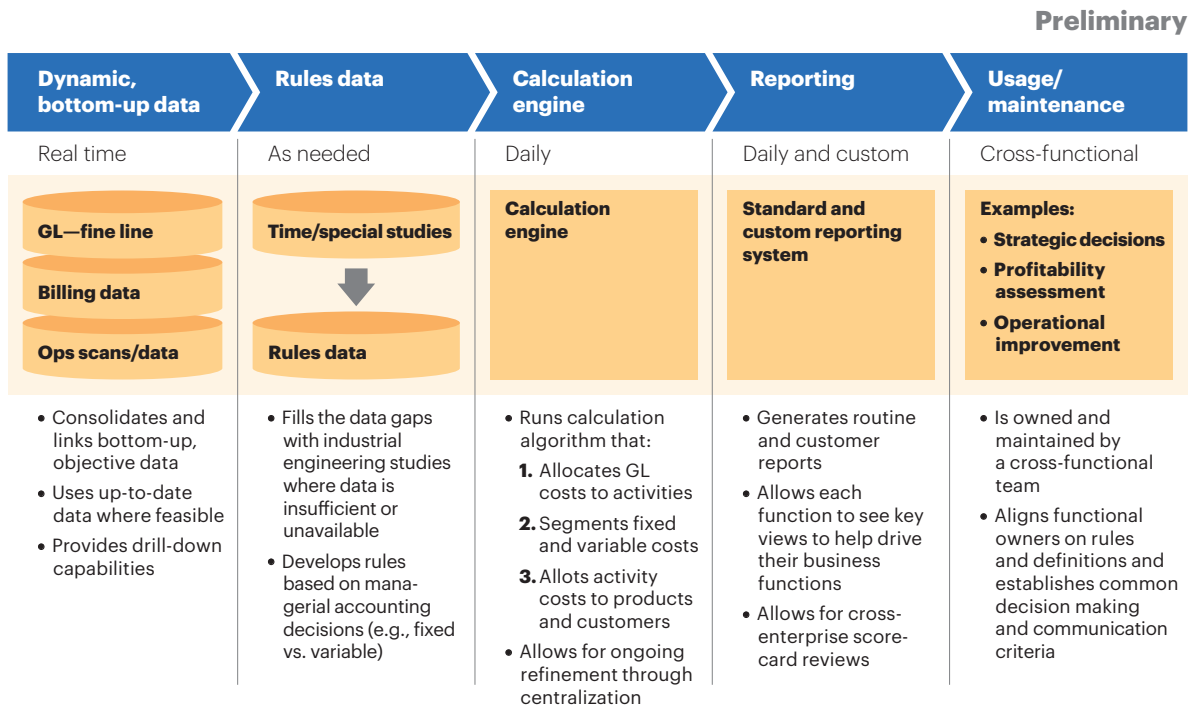 Preliminary
Dynamic,
bottom-up data
Rules data
Calculation
engine
Reporting
Usage/
maintenance
Real time
As needed
Daily
Daily and custom
Cross-functional
GL—fine line
Billing data
Ops scans/data
Time/special studies
Rules data
Calculation
engine
Standard and
custom reporting
system
Examples:
• Strategic decisions
• Profitability
assessment
• Operational
improvement
• Consolidates and
links bottom-up,
objective data
• Uses up-to-date
data where feasible
• Provides drill-down
capabilities
• Fills the data gaps
with industrial
engineering studies
where data is
insufficient or
unavailable
• Develops rules
based on mana-
gerial accounting
decisions (e.g., fixed
vs. variable)
• Runs calculation
algorithm that:
1. Allocates GL
costs to activities
2. Segments fixed
and variable costs
3. Allots activity
costs to products
and customers
• Allows for ongoing
refinement through
centralization
• Generates routine
and customer
reports
• Allows each
function to see key
views to help drive
their business
functions
• Allows for cross-
enterprise score-
card reviews
• Is owned and
maintained by
a cross-functional
team
• Aligns functional
owners on rules
and definitions and
establishes common
decision making
and communication
criteria